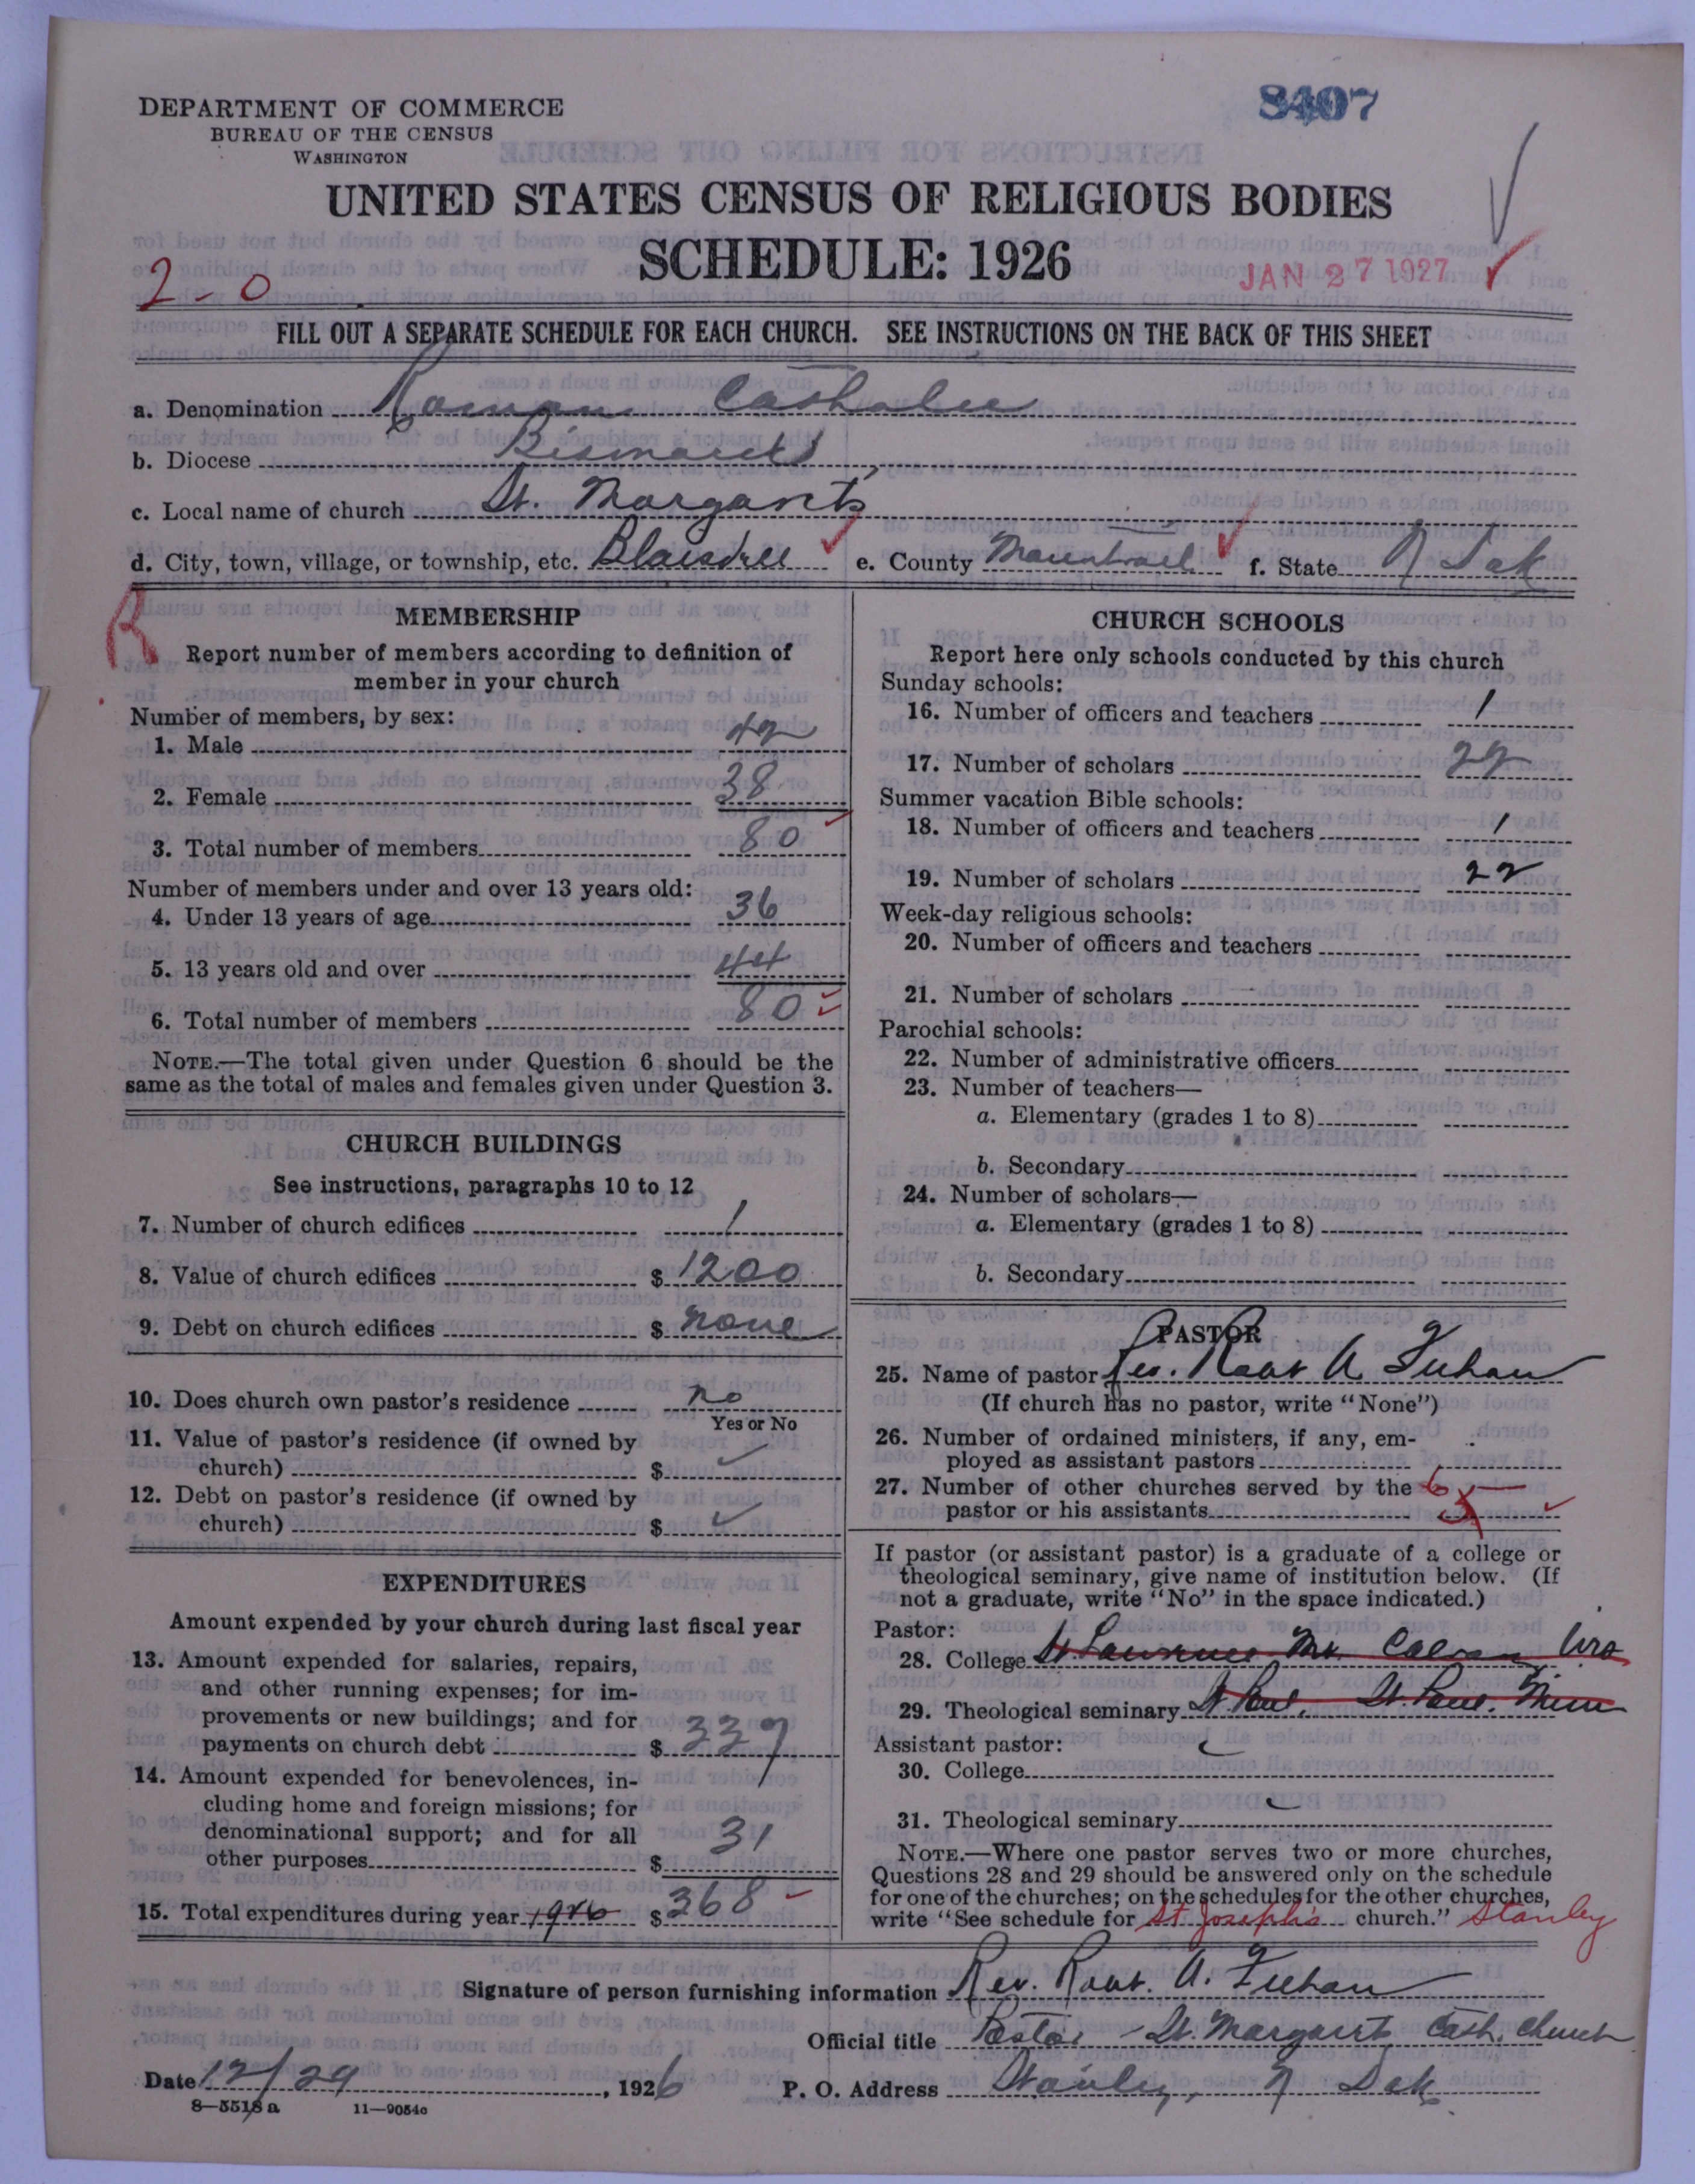 DEPARTMENT OF COMMERCE
BUREAU OF THE CENSUS
WASHINGTON
8407
UNITED STATES CENSUS OF RELIGIOUS BODIES
SCHEDULE: 1926
2-0
JAN 27 1927
FILL OUT A SEPARATE SCHEDULE FOR EACH CHURCH. SEE INSTRUCTIONS ON THE BACK OF THIS SHEET
a. Denomination Roman Catholic
b. Diocese Bismarck
c. Local name of church St. Margarets
d. City, town, village, or township, etc. Blaisdell e. County Mountrail f. State N Dak
R
MEMBERSHIP
Report number of members according to definition of
member in your church
Number of members, by sex:
1. Male 42
2. Female 38
3. Total number of members 80
Number of members under and over 13 years old:
4. Under 13 years of age 36
5. 13 years old and over 44
6. Total number of members 80
NOTE.—The total given under Question 6 should be the
same as the total of males and females given under Question 3.
CHURCH BUILDINGS
See instructions, paragraphs 10 to 12
7. Number of church edifices 1
8. Value of church edifices $ 1200
9. Debt on church edifices $ none
10. Does church own pastor's residence no
Yes or No
11. Value of pastor's residence (if owned by
church) $
12. Debt on pastor's residence (if owned by
church) $
EXPENDITURES
Amount expended by your church during last fiscal year
13. Amount expended for salaries, repairs,
and other running expenses; for im-
provements or new buildings; and for
payments on church debt $ 337
14. Amount expended for benevolences, in-
cluding home and foreign missions; for
denominational support; and for all
other purposes $ 31
15. Total expenditures during year 1926 $ 368
CHURCH SCHOOLS
Report here only schools conducted by this church
Sunday schools:
16. Number of officers and teachers 1
17. Number of scholars 22
Summer vacation Bible schools:
18. Number of officers and teachers 1
19. Number of scholars 22
Week-day religious schools:
20. Number of officers and teachers
21. Number of scholars
Parochial schools:
22. Number of administrative officers
23. Number of teachers—
a. Elementary (grades 1 to 8)
b. Secondary
24. Number of scholars—
a. Elementary (grades 1 to 8)
b. Secondary
PASTOR
25. Name of pastor Rev. Robt A Feehan
(If church has no pastor, write "None")
26. Number of ordained ministers, if any, em-
ployed as assistant pastors
27. Number of other churches served by the 6
pastor or his assistants
If pastor (or assistant pastor) is a graduate of a college or
theological seminary, give name of institution below. (If
not a graduate, write "No" in the space indicated.)
Pastor:
28. College St. Lawrence Mt. Calvary Wis
29. Theological seminary St Paul, St. Paul, Minn
Assistant pastor:
30. College
31. Theological seminary
NOTE.—Where one pastor serves two or more churches,
Questions 28 and 29 should be answered only on the schedule
for one of the churches; on the schedules for the other churches,
write "See schedule for St Joseph's church." Stanley
Signature of person furnishing information Rev. Robt. A. Feehan
Official title Pastor - St. Margarets Cath. Church
Date 12/29, 1926 P. O. Address Stanley, N Dak
8—5518 a 11—9054c